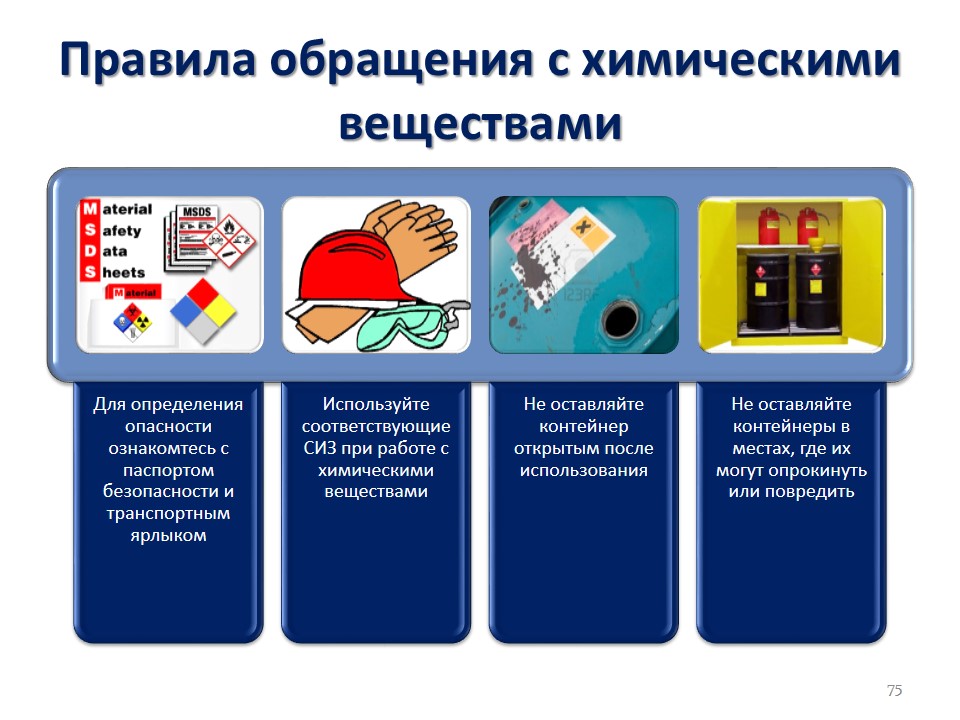 Правила обращения с химическими
веществами
Material
Safety
Data
Sheets
MSDS
Material
Для определения
опасности
ознакомтесь с
паспортом
безопасности и
транспортным
ярлыком
Используйте
соответствующие
СИЗ при работе с
химическими
веществами
Не оставляйте
контейнер
открытым после
использования
Не оставляйте
контейнеры в
местах, где их
могут опрокинуть
или повредить
75